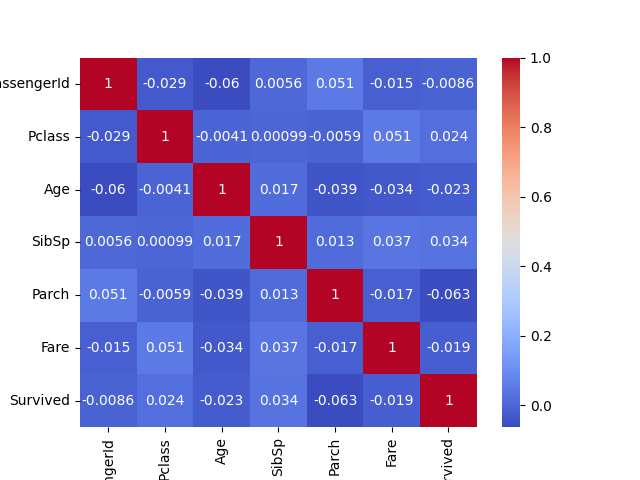 assengerId 1 -0.029 -0.06 0.0056 0.051 -0.015 -0.0086
Pclass -0.029 1 -0.0041 0.00099 -0.0059 0.051 0.024
Age -0.06 -0.0041 1 0.017 -0.039 -0.034 -0.023
SibSp 0.0056 0.00099 0.017 1 0.013 0.037 0.034
Parch 0.051 -0.0059 -0.039 0.013 1 -0.017 -0.063
Fare -0.015 0.051 -0.034 0.037 -0.017 1 -0.019
Survived -0.0086 0.024 -0.023 0.034 -0.063 -0.019 1
ngerId
Pclass
Age
SibSp
Parch
Fare
rvived
1.0
0.8
0.6
0.4
0.2
0.0